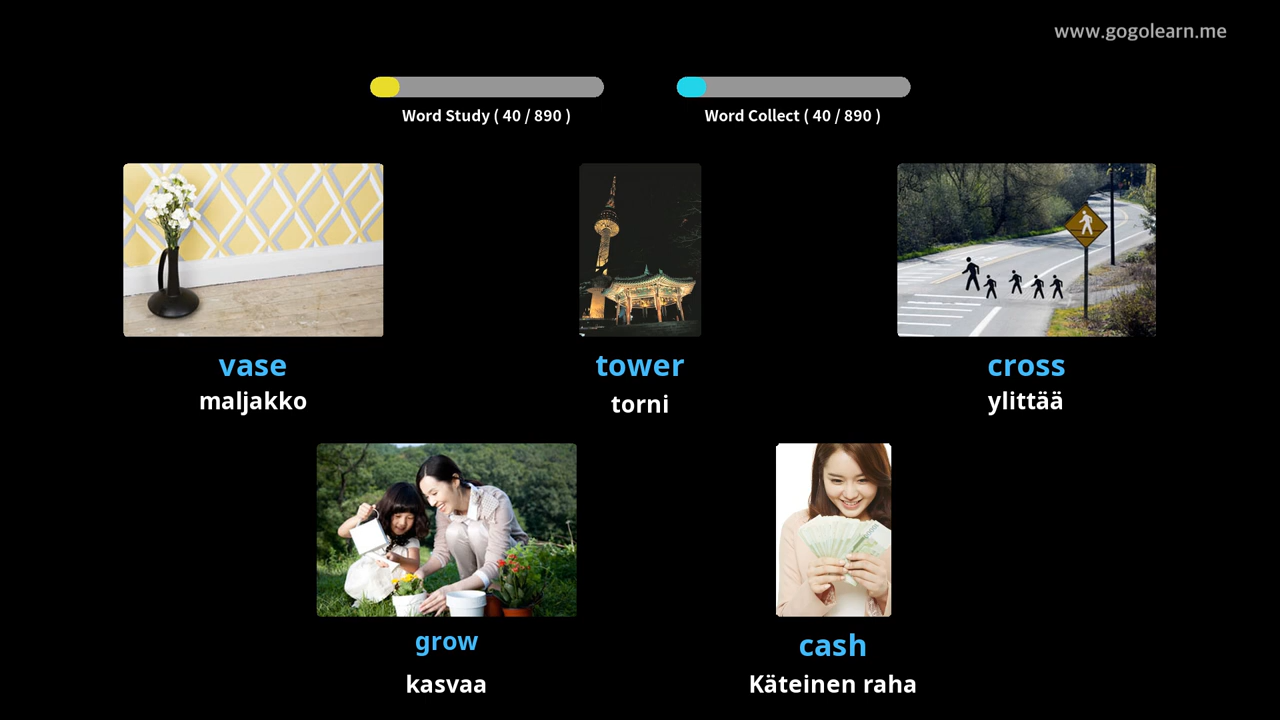 www.gogolearn.me
Word Study ( 40 / 890 )
Word Collect ( 40 / 890 )
vase
maljakko
tower
torni
cross
ylittää
grow
kasvaa
cash
Käteinen raha